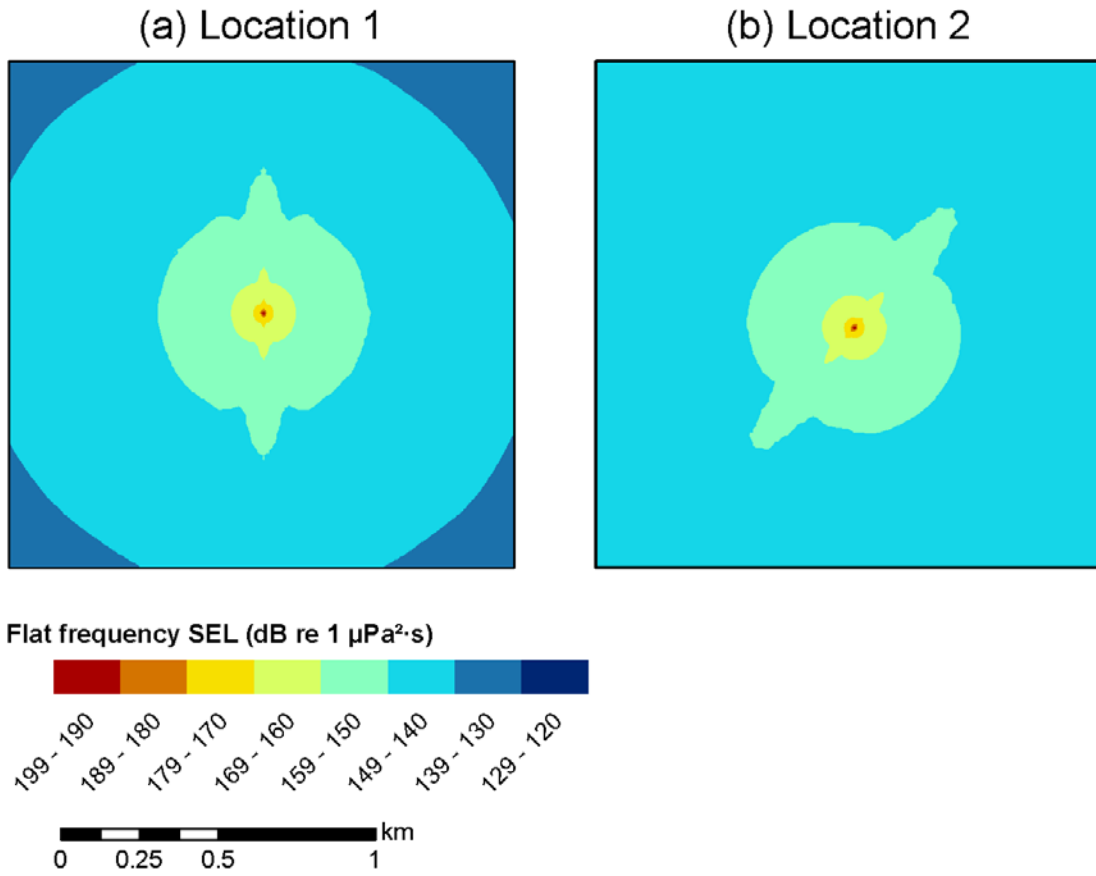 (a) Location 1
(b) Location 2
Flat frequency SEL (dB re 1 µPa²·s)
199 - 190
189 - 180
179 - 170
169 - 160
159 - 150
149 - 140
139 - 130
129 - 120
km
0 0.25 0.5 1